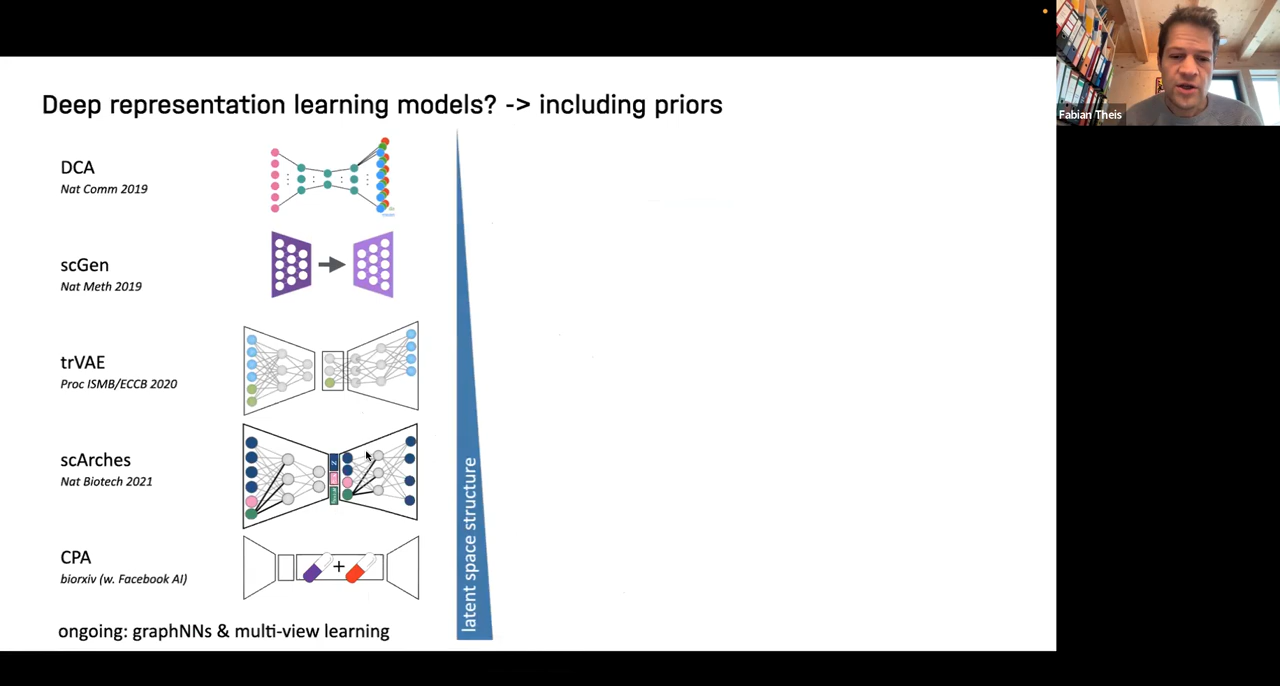 Deep representation learning models? -> including priors
Fabian Theis
DCA
Nat Comm 2019
scGen
Nat Meth 2019
trVAE
Proc ISMB/ECCB 2020
scArches
Nat Biotech 2021
Z
CPA
biorxiv (w. Facebook AI)
+
ongoing: graphNNs & multi-view learning
latent space structure